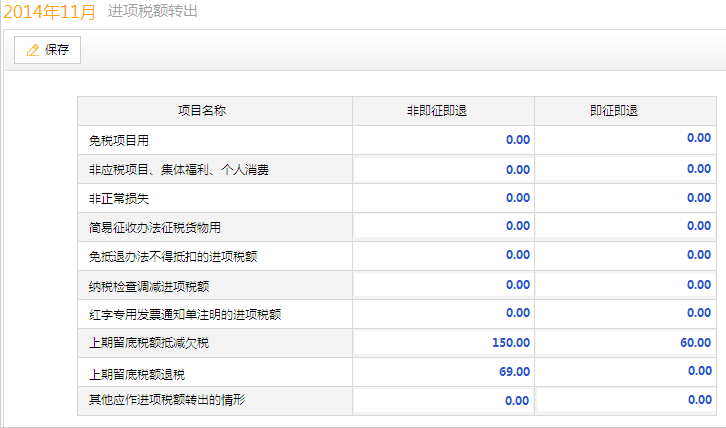 2014年11月 进项税额转出
保存
项目名称 非即征即退 即征即退
免税项目用 0.00 0.00
非应税项目、集体福利、个人消费 0.00 0.00
非正常损失 0.00 0.00
简易征收办法征税货物用 0.00 0.00
免抵退办法不得抵扣的进项税额 0.00 0.00
纳税检查调减进项税额 0.00 0.00
红字专用发票通知单注明的进项税额 0.00 0.00
上期留底税额抵减欠税 150.00 60.00
上期留底税额退税 69.00 0.00
其他应作进项税额转出的情形 0.00 0.00